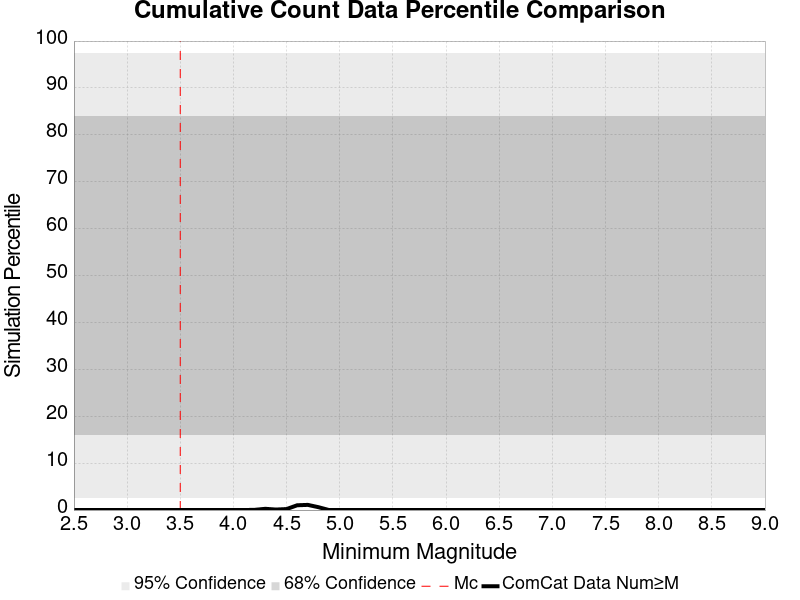 Cumulative Count Data Percentile Comparison
100
90
80
70
60
50
40
30
20
10
0
Simulation Percentile
2.5 3.0 3.5 4.0 4.5 5.0 5.5 6.0 6.5 7.0 7.5 8.0 8.5 9.0
Minimum Magnitude
95% Confidence 68% Confidence Mc ComCat Data Num≥M